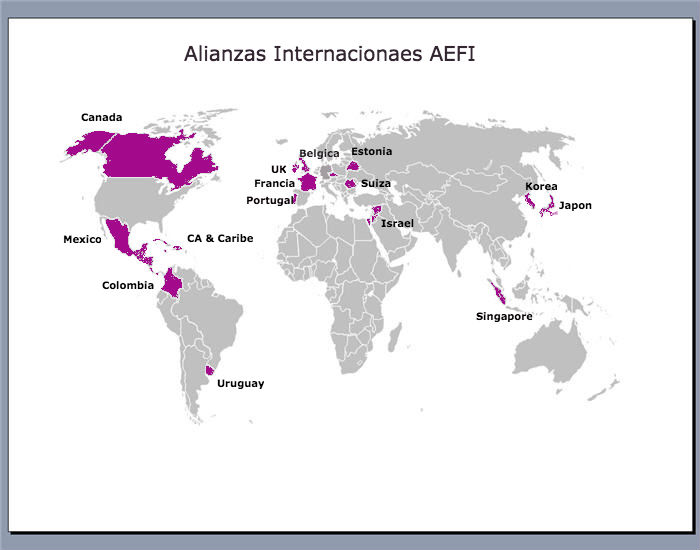 Alianzas Internacionaes AEFI
Canada
Belgica
Estonia
UK
Francia
Suiza
Portugal
Korea
Japon
Israel
Mexico
CA & Caribe
Colombia
Singapore
Uruguay